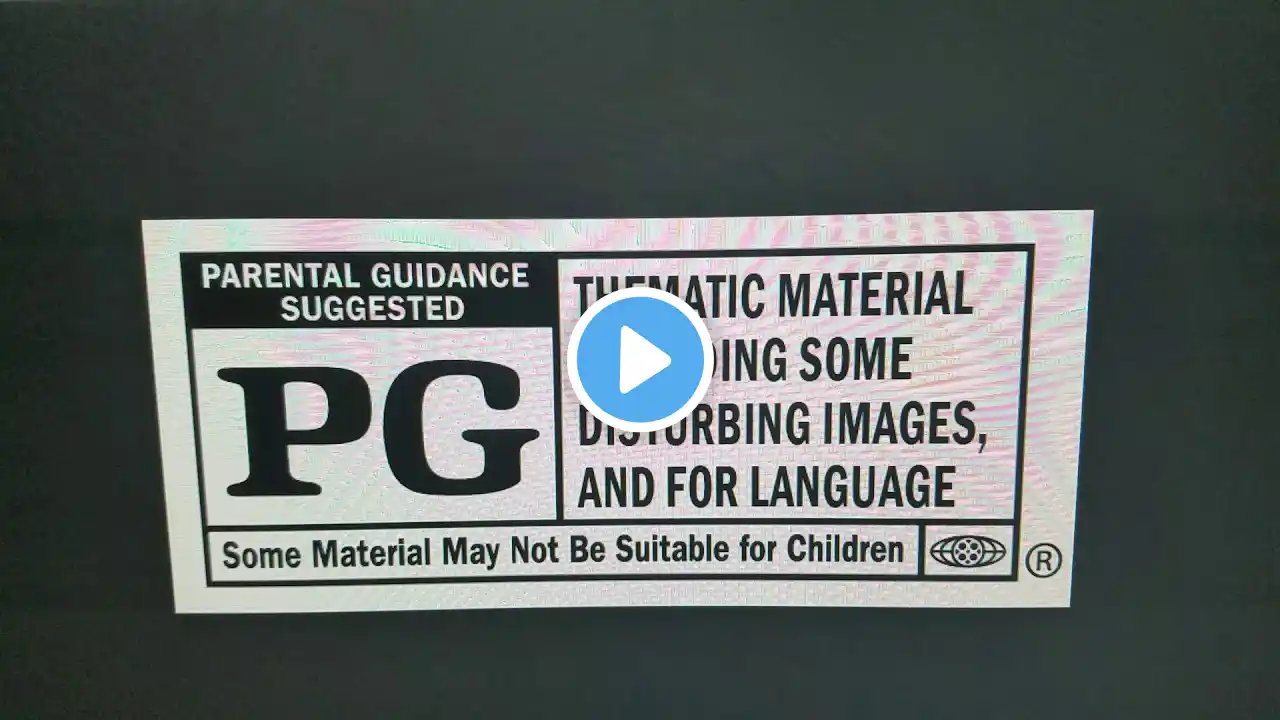 PARENTAL GUIDANCE
SUGGESTED
PG
THEMATIC MATERIAL
SOME
DISTURBING IMAGES,
AND FOR LANGUAGE
Some Material May Not Be Suitable for Children
®